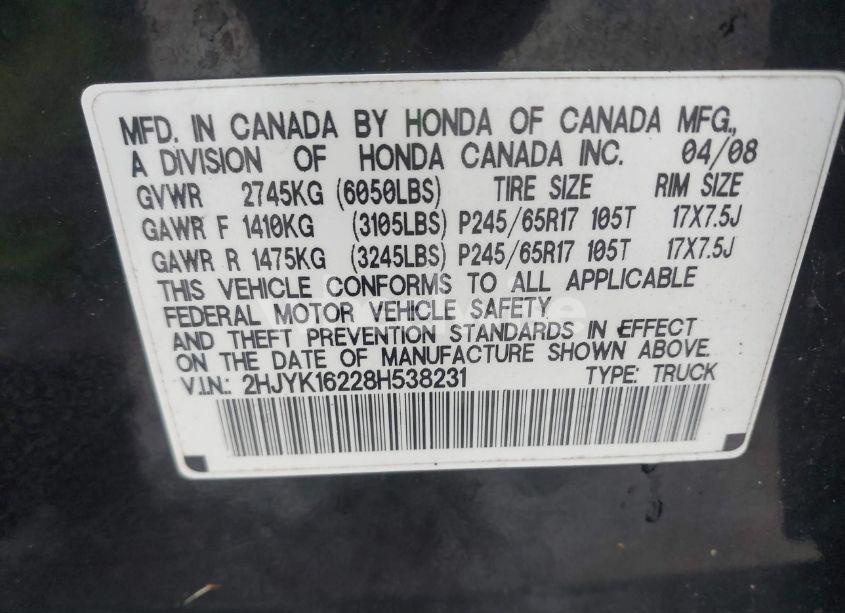 MFD. IN CANADA BY HONDA OF CANADA MFG.,
A DIVISION OF HONDA CANADA INC. 04/08
GVWR 2745KG (6050LBS) TIRE SIZE RIM SIZE
GAWR F 1410KG (3105LBS) P245/65R17 105T 17X7.5J
GAWR R 1475KG (3245LBS) P245/65R17 105T 17X7.5J
THIS VEHICLE CONFORMS TO ALL APPLICABLE
FEDERAL MOTOR VEHICLE SAFETY
AND THEFT PREVENTION STANDARDS IN EFFECT
ON THE DATE OF MANUFACTURE SHOWN ABOVE.
V.I.N.: 2HJYK16228H538231 TYPE: TRUCK